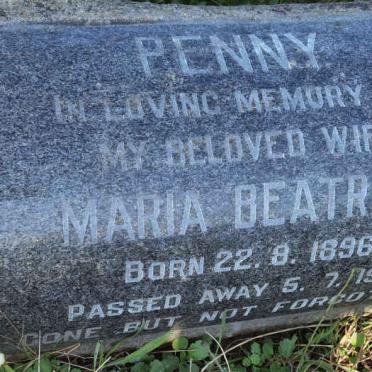 PENNY
IN LOVING MEMORY
MY BELOVED WIF
MARIA BEATR
BORN 22. 8. 1896
PASSED AWAY 5. 7. 19
GONE BUT NOT FORGO